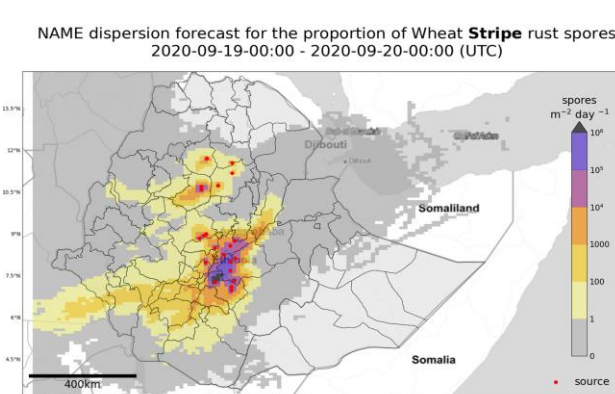 NAME dispersion forecast for the proportion of Wheat Stripe rust spores
2020-09-19-00:00 - 2020-09-20-00:00 (UTC)
spores
m⁻² day ⁻¹
13.5°N
12°N
10.5°N
9°N
7.5°N
6°N
4.5°N
Djibouti
Djibouti
Somaliland
Somalia
10⁶
10⁵
10⁴
1000
100
1
0
400km
source